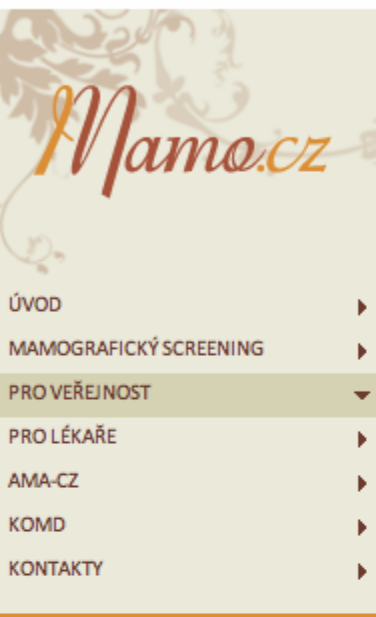 Mamo.cz
ÚVOD
MAMOGRAFICKÝ SCREENING
PRO VEŘEJNOST
PRO LÉKAŘE
AMA-CZ
KOMD
KONTAKTY